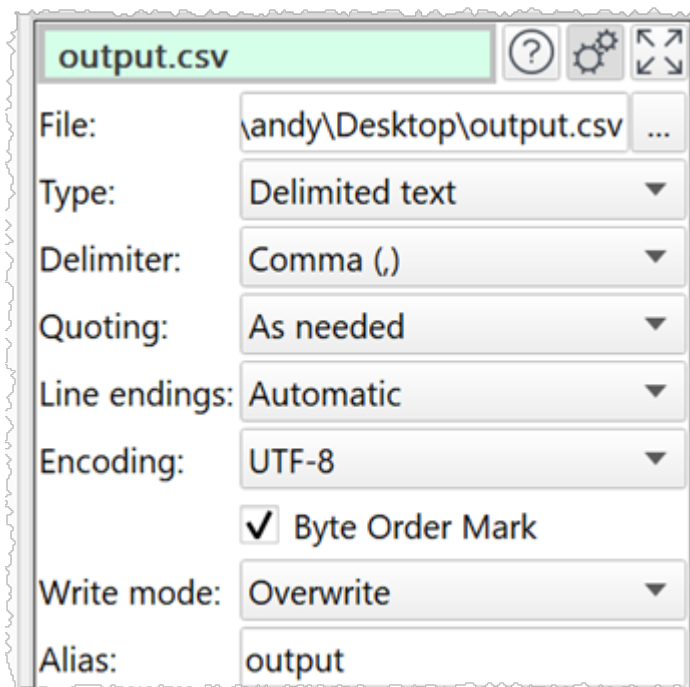 output.csv
File: \andy\Desktop\output.csv ...
Type: Delimited text
Delimiter: Comma (,)
Quoting: As needed
Line endings: Automatic
Encoding: UTF-8
Byte Order Mark
Write mode: Overwrite
Alias: output